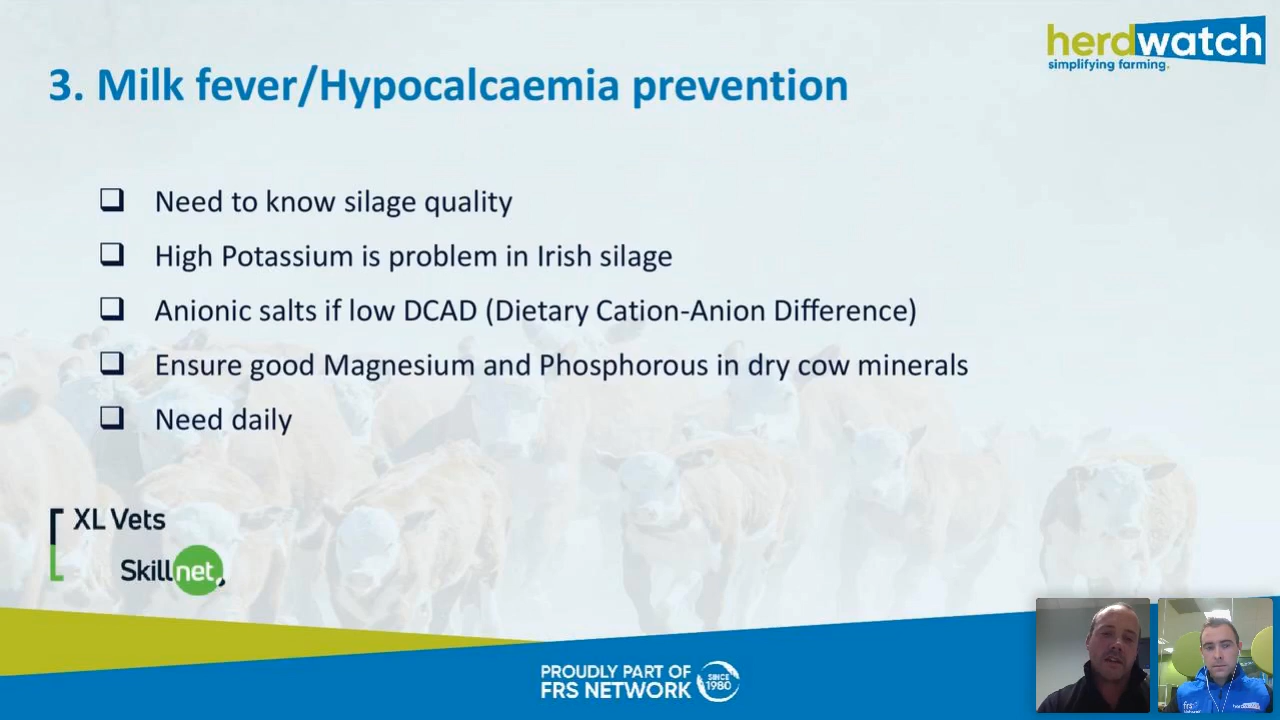 herdwatch
simplifying farming.
3. Milk fever/Hypocalcaemia prevention
Need to know silage quality
High Potassium is problem in Irish silage
Anionic salts if low DCAD (Dietary Cation-Anion Difference)
Ensure good Magnesium and Phosphorous in dry cow minerals
Need daily
XL Vets
Skillnet,
PROUDLY PART OF
FRS NETWORK
SINCE
1980
frs